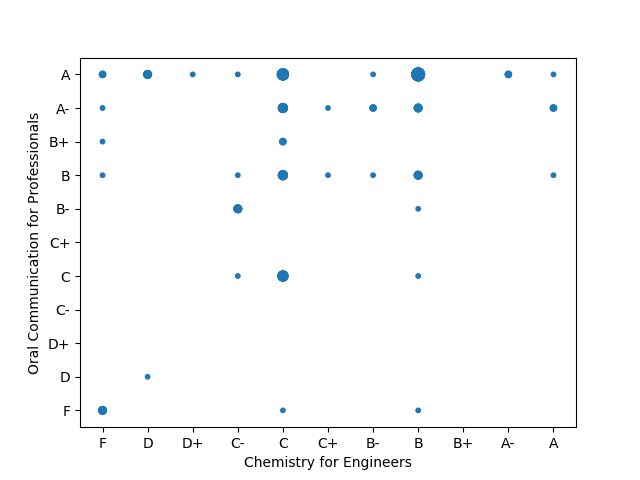 A
A-
B+
B
B-
C+
C
C-
D+
D
F
Oral Communication for Professionals
F D D+ C- C C+ B- B B+ A- A
Chemistry for Engineers